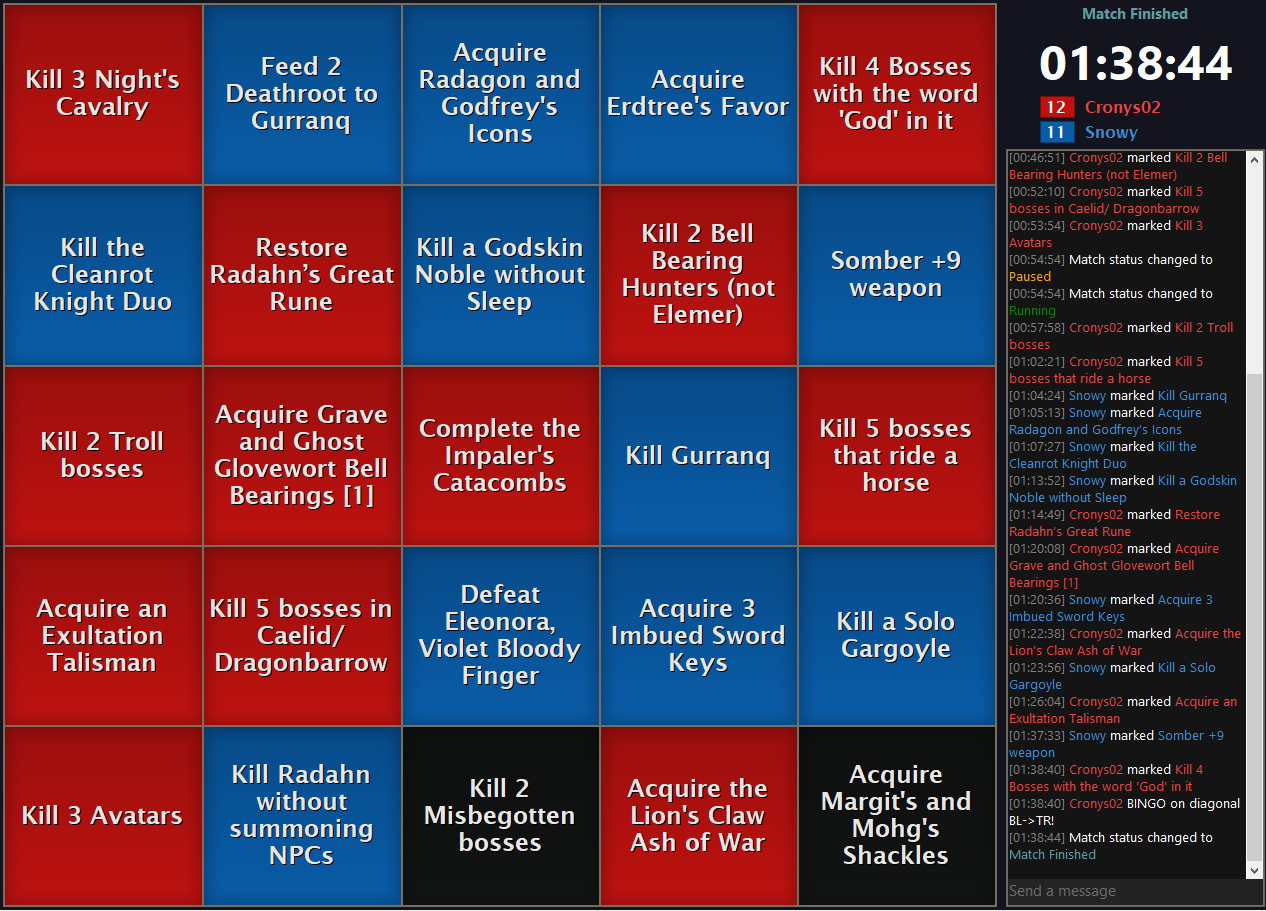 Kill 3 Night's
Cavalry
Feed 2
Deathroot to
Gurranq
Acquire
Radagon and
Godfrey's
Icons
Acquire
Erdtree's Favor
Kill 4 Bosses
with the word
'God' in it
Kill the
Cleanrot
Knight Duo
Restore
Radahn’s Great
Rune
Kill a Godskin
Noble without
Sleep
Kill 2 Bell
Bearing
Hunters (not
Elemer)
Somber +9
weapon
Kill 2 Troll
bosses
Acquire Grave
and Ghost
Glovewort Bell
Bearings [1]
Complete the
Impaler's
Catacombs
Kill Gurranq
Kill 5 bosses
that ride a
horse
Acquire an
Exultation
Talisman
Kill 5 bosses in
Caelid/
Dragonbarrow
Defeat
Eleonora,
Violet Bloody
Finger
Acquire 3
Imbued Sword
Keys
Kill a Solo
Gargoyle
Kill 3 Avatars
Kill Radahn
without
summoning
NPCs
Kill 2
Misbegotten
bosses
Acquire the
Lion's Claw
Ash of War
Acquire
Margit's and
Mohg's
Shackles
Match Finished
01:38:44
12 Cronys02
11 Snowy
[00:46:51] Cronys02 marked Kill 2 Bell
Bearing Hunters (not Elemer)
[00:52:10] Cronys02 marked Kill 5
bosses in Caelid/ Dragonbarrow
[00:53:54] Cronys02 marked Kill 3
Avatars
[00:54:54] Match status changed to
Paused
[00:54:54] Match status changed to
Running
[00:57:58] Cronys02 marked Kill 2 Troll
bosses
[01:02:21] Cronys02 marked Kill 5
bosses that ride a horse
[01:04:24] Snowy marked Kill Gurranq
[01:05:13] Snowy marked Acquire
Radagon and Godfrey's Icons
[01:07:27] Snowy marked Kill the
Cleanrot Knight Duo
[01:13:52] Snowy marked Kill a Godskin
Noble without Sleep
[01:14:49] Cronys02 marked Restore
Radahn’s Great Rune
[01:20:08] Cronys02 marked Acquire
Grave and Ghost Glovewort Bell
Bearings [1]
[01:20:36] Snowy marked Acquire 3
Imbued Sword Keys
[01:22:38] Cronys02 marked Acquire the
Lion's Claw Ash of War
[01:23:56] Snowy marked Kill a Solo
Gargoyle
[01:26:04] Cronys02 marked Acquire an
Exultation Talisman
[01:37:33] Snowy marked Somber +9
weapon
[01:38:40] Cronys02 marked Kill 4
Bosses with the word 'God' in it
[01:38:40] Cronys02 BINGO on diagonal
BL->TR!
[01:38:44] Match status changed to
Match Finished
Send a message